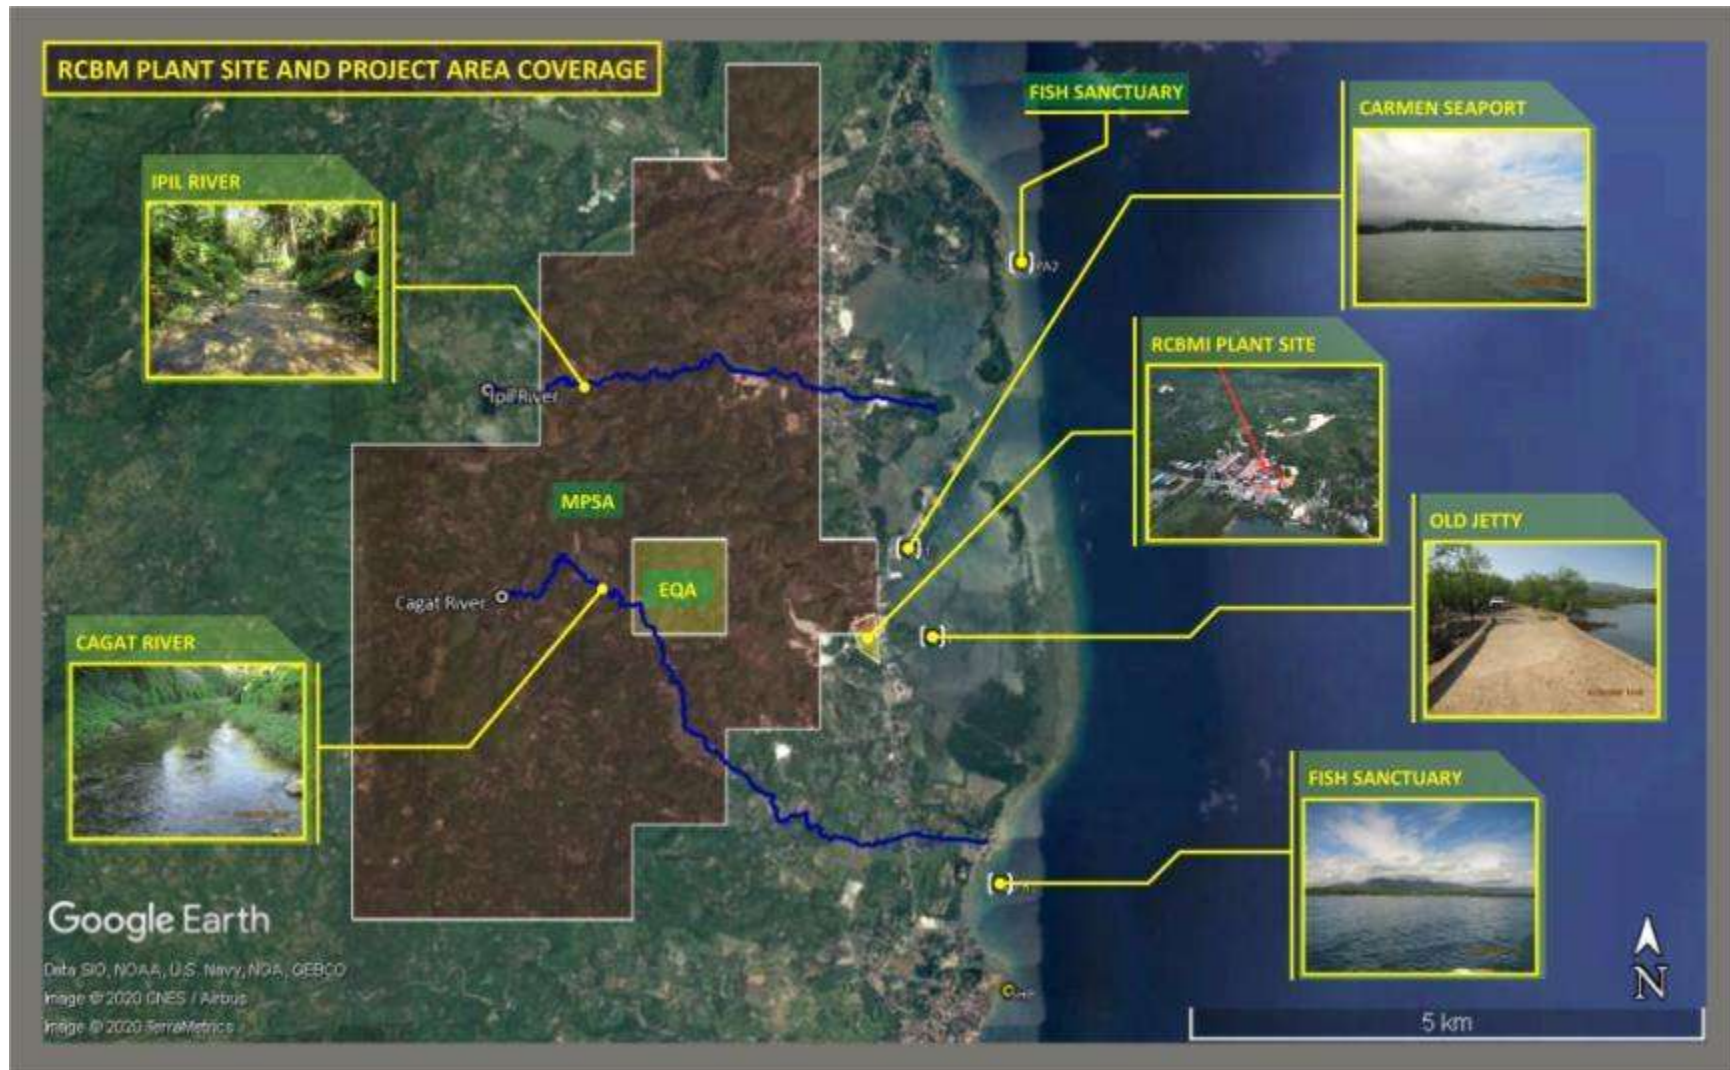 RCBM PLANT SITE AND PROJECT AREA COVERAGE
FISH SANCTUARY
CARMEN SEAPORT
IPIL RIVER
RCBMI PLANT SITE
Ipil River
MPSA
OLD JETTY
EQA
Cagat River
CAGAT RIVER
FISH SANCTUARY
Google Earth
Data SIO, NOAA, U.S. Navy, NGA, GEBCO
Image © 2020 CNES / Airbus
Image © 2020 TerraMetrics
N
5 km